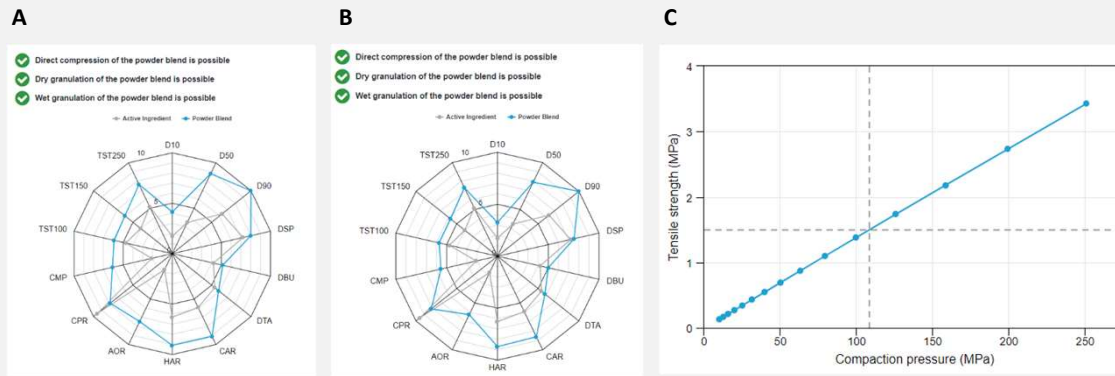 A
Direct compression of the powder blend is possible
Dry granulation of the powder blend is possible
Wet granulation of the powder blend is possible
Active Ingredient Powder Blend
D10
D50
D90
DSP
DBU
DTA
CAR
HAR
AOR
CPR
CMP
TST100
TST150
TST250
10
5
B
Direct compression of the powder blend is possible
Dry granulation of the powder blend is possible
Wet granulation of the powder blend is possible
Active Ingredient Powder Blend
D10
D50
D90
DSP
DBU
DTA
CAR
HAR
AOR
CPR
CMP
TST100
TST150
TST250
10
5
C
Tensile strength (MPa)
4
3
2
1
0
0 50 100 150 200 250
Compaction pressure (MPa)